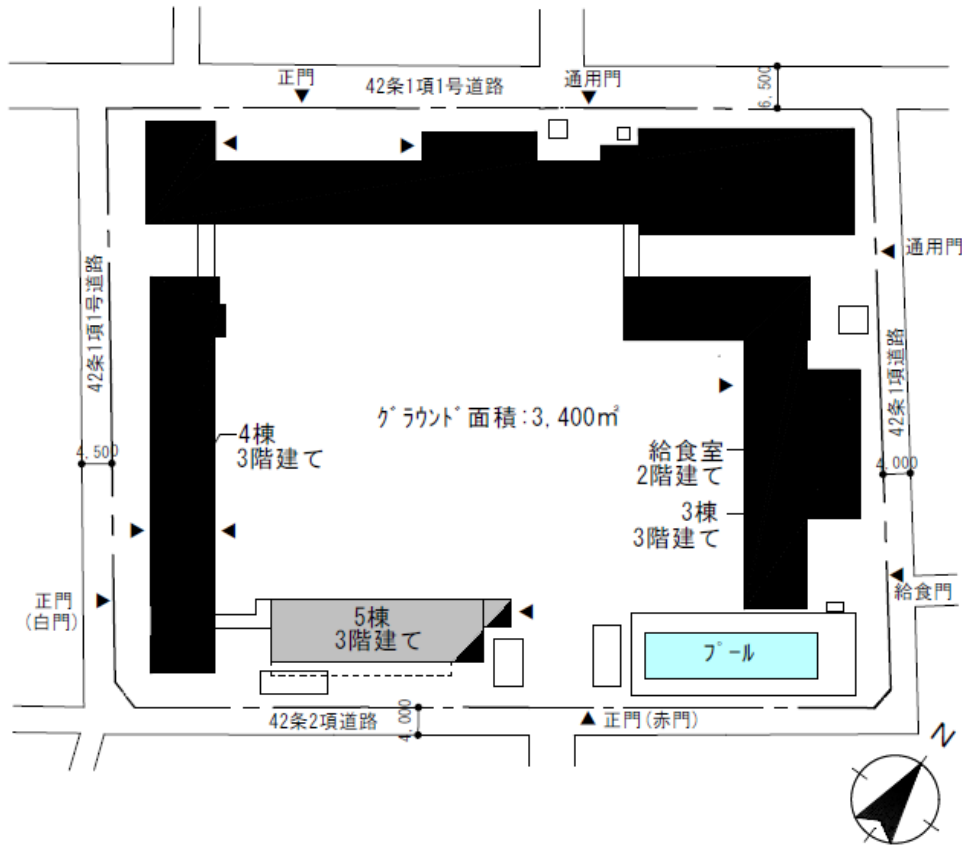 正門
42条1項1号道路
通用門
6,500
通用門
42条1項1号道路
42条1項道路
グラウンド面積:3,400㎡
4棟
3階建て
4,500
給食室
2階建て
4,000
3棟
3階建て
正門
(白門)
給食門
5棟
3階建て
プール
42条2項道路
4,000
正門(赤門)
N